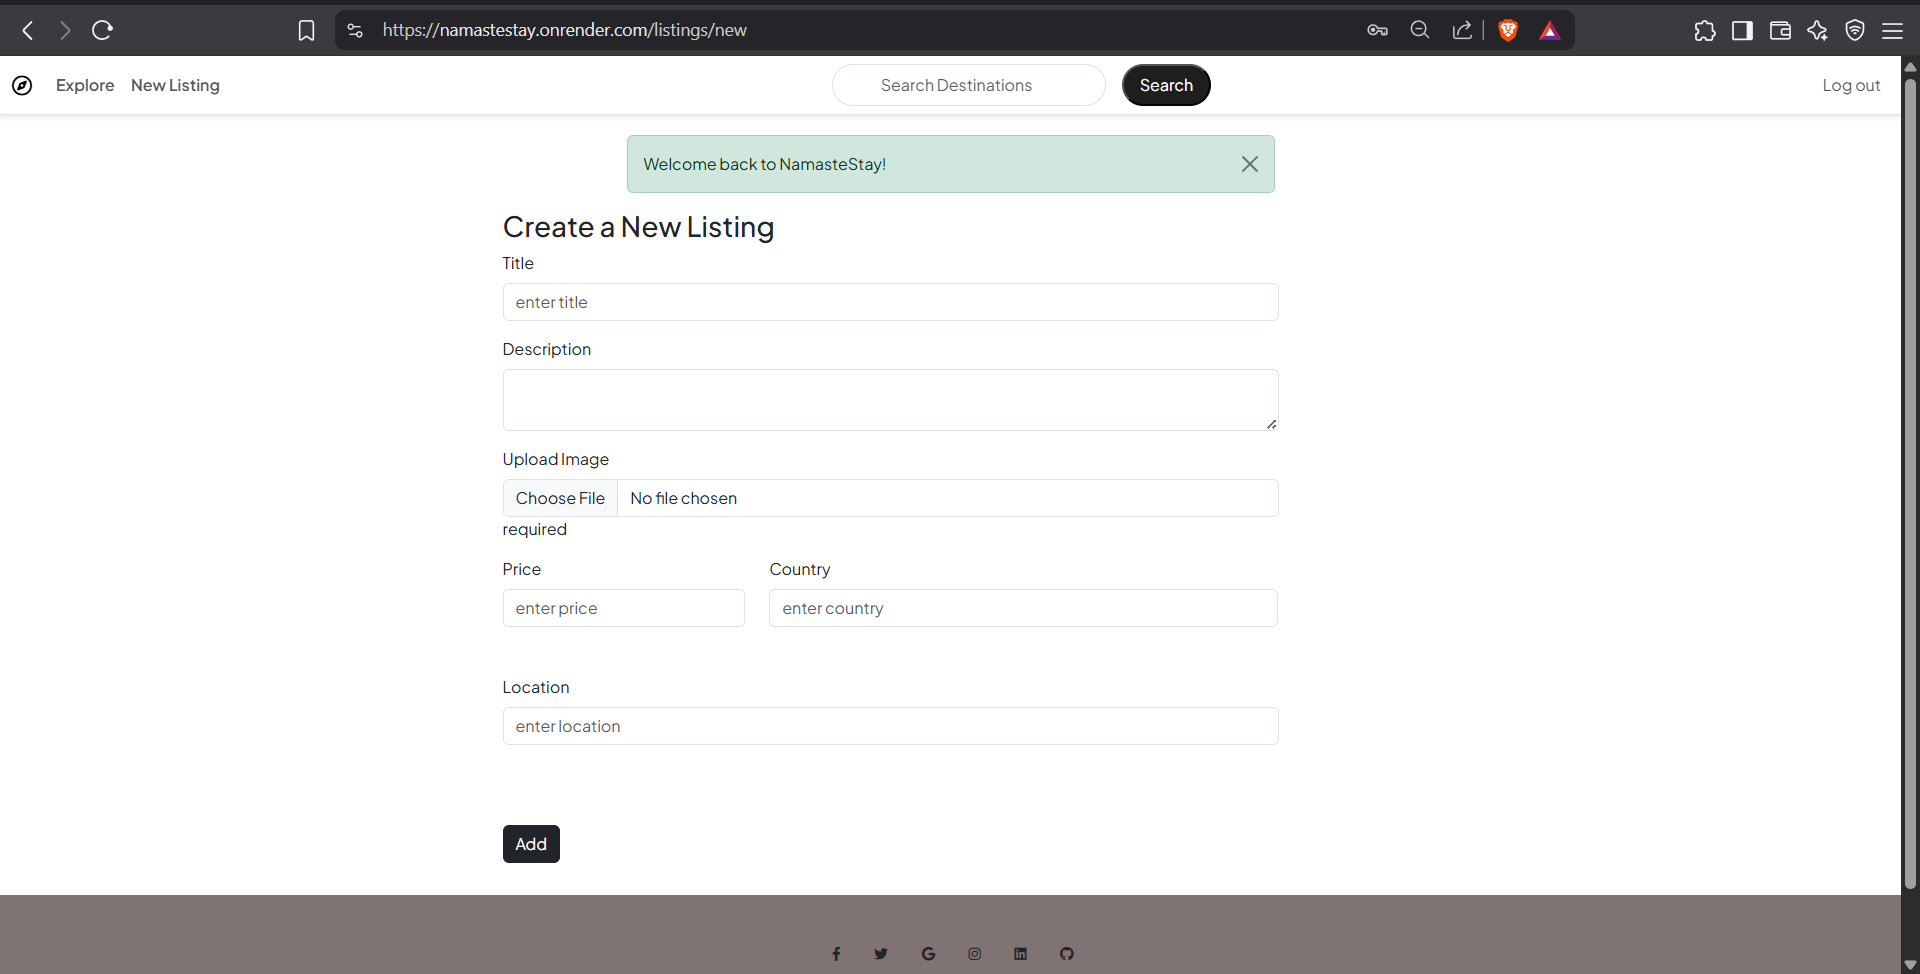 https://namastestay.onrender.com/listings/new
Explore New Listing Search Destinations Search Log out
Welcome back to NamasteStay!
Create a New Listing
Title
enter title
Description
Upload Image
Choose File No file chosen
required
Price Country
enter price enter country
Location
enter location
Add